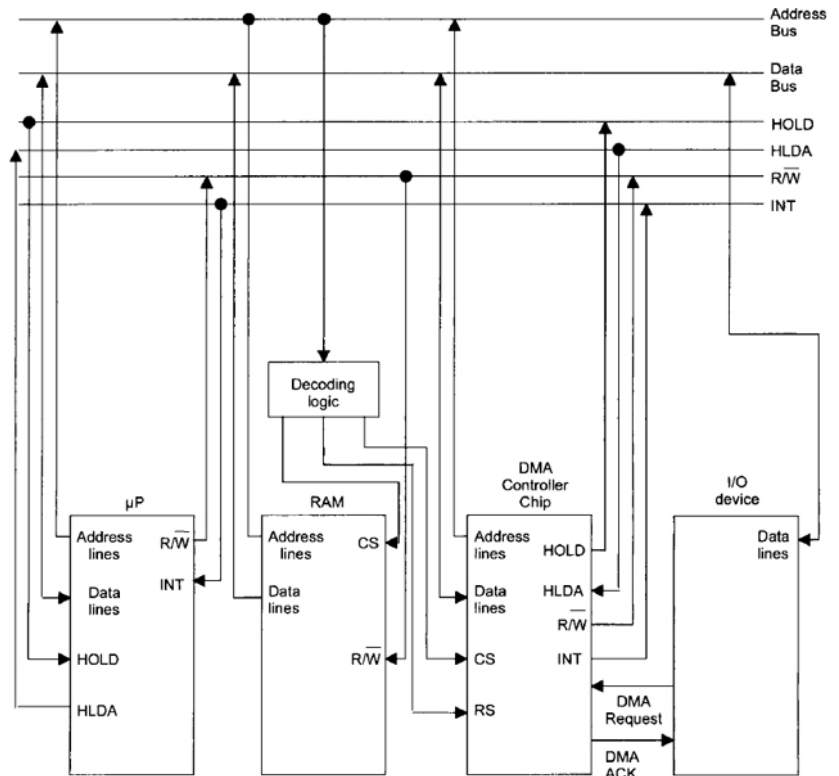 Address
Bus
Data
Bus
HOLD
HLDA
R/W̅
INT
Decoding
logic
µP
RAM
DMA
Controller
Chip
I/O
device
Address
lines
R/W̅
INT
Data
lines
HOLD
HLDA
Address
lines
CS
Data
lines
R/W̅
Address
lines
HOLD
Data
lines
HLDA
R/W̅
CS
INT
RS
Data
lines
DMA
Request
DMA
ACK